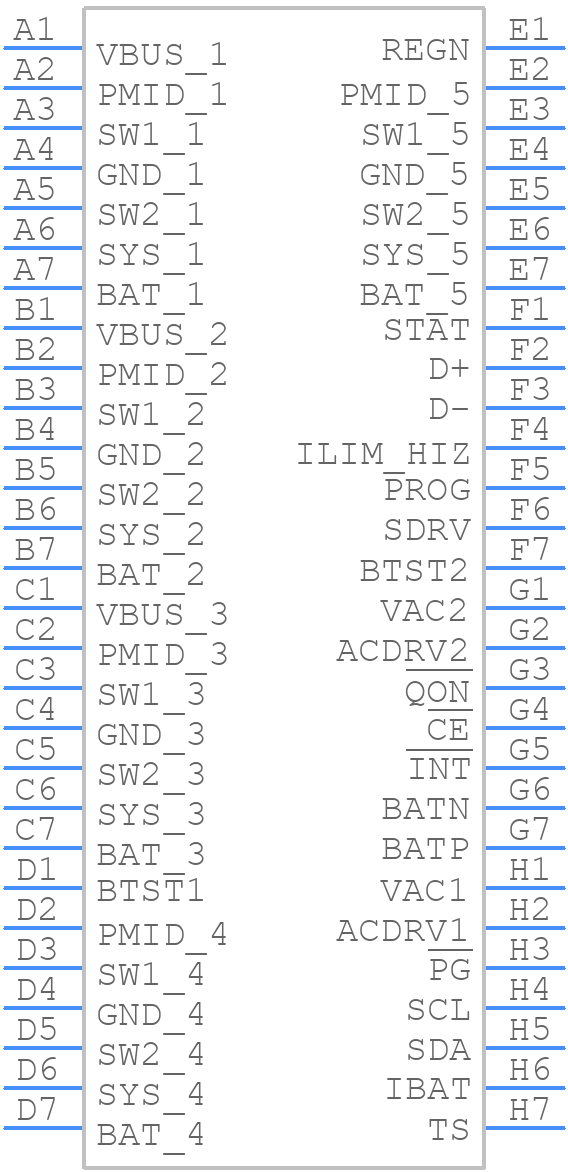 A1 VBUS_1 REGN E1
A2 PMID_1 PMID_5 E2
A3 SW1_1 SW1_5 E3
A4 GND_1 GND_5 E4
A5 SW2_1 SW2_5 E5
A6 SYS_1 SYS_5 E6
A7 BAT_1 BAT_5 E7
B1 VBUS_2 STAT F1
B2 PMID_2 D+ F2
B3 SW1_2 D- F3
B4 GND_2 ILIM_HIZ F4
B5 SW2_2 PROG F5
B6 SYS_2 SDRV F6
B7 BAT_2 BTST2 F7
C1 VBUS_3 VAC2 G1
C2 PMID_3 ACDRV2 G2
C3 SW1_3 QON G3
C4 GND_3 CE G4
C5 SW2_3 INT G5
C6 SYS_3 BATN G6
C7 BAT_3 BATP G7
D1 BTST1 VAC1 H1
D2 PMID_4 ACDRV1 H2
D3 SW1_4 PG H3
D4 GND_4 SCL H4
D5 SW2_4 SDA H5
D6 SYS_4 IBAT H6
D7 BAT_4 TS H7